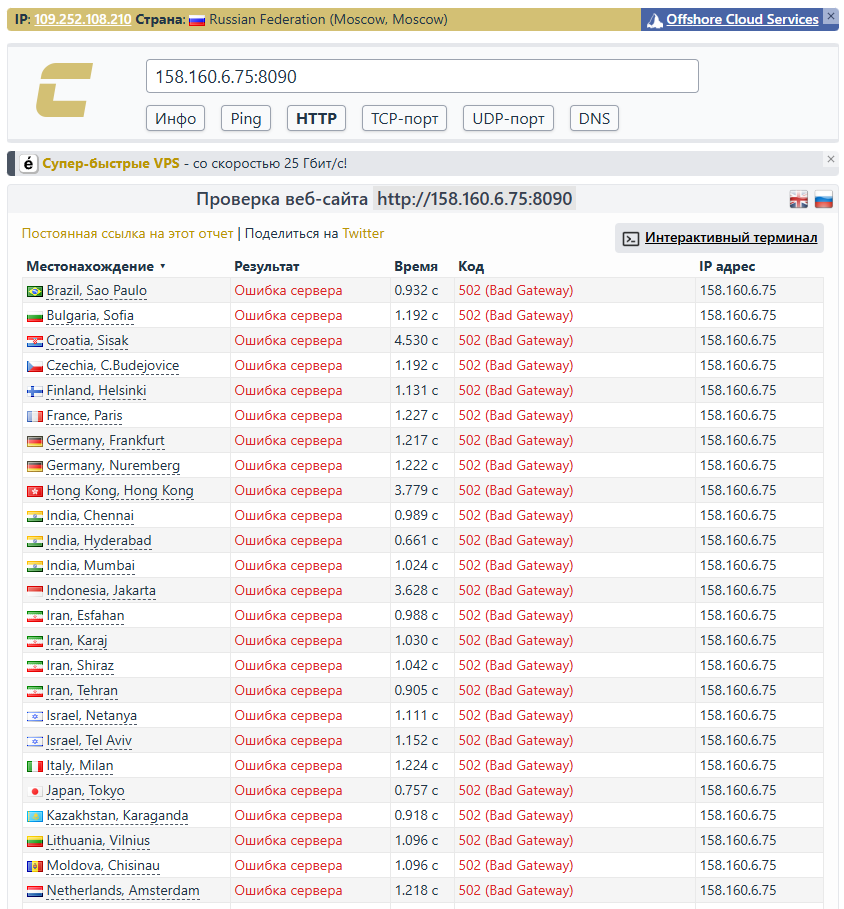 IP: 109.252.108.210 Страна: Russian Federation (Moscow, Moscow)
Offshore Cloud Services
158.160.6.75:8090
Инфо Ping HTTP TCP-порт UDP-порт DNS
é Супер-быстрые VPS - со скоростью 25 Гбит/с!
Проверка веб-сайта http://158.160.6.75:8090
Постоянная ссылка на этот отчет | Поделиться на Twitter
Интерактивный терминал
Местонахождение Результат Время Код IP адрес
Brazil, Sao Paulo Ошибка сервера 0.932 с 502 (Bad Gateway) 158.160.6.75
Bulgaria, Sofia Ошибка сервера 1.192 с 502 (Bad Gateway) 158.160.6.75
Croatia, Sisak Ошибка сервера 4.530 с 502 (Bad Gateway) 158.160.6.75
Czechia, C.Budejovice Ошибка сервера 1.192 с 502 (Bad Gateway) 158.160.6.75
Finland, Helsinki Ошибка сервера 1.131 с 502 (Bad Gateway) 158.160.6.75
France, Paris Ошибка сервера 1.227 с 502 (Bad Gateway) 158.160.6.75
Germany, Frankfurt Ошибка сервера 1.217 с 502 (Bad Gateway) 158.160.6.75
Germany, Nuremberg Ошибка сервера 1.222 с 502 (Bad Gateway) 158.160.6.75
Hong Kong, Hong Kong Ошибка сервера 3.779 с 502 (Bad Gateway) 158.160.6.75
India, Chennai Ошибка сервера 0.989 с 502 (Bad Gateway) 158.160.6.75
India, Hyderabad Ошибка сервера 0.661 с 502 (Bad Gateway) 158.160.6.75
India, Mumbai Ошибка сервера 1.024 с 502 (Bad Gateway) 158.160.6.75
Indonesia, Jakarta Ошибка сервера 3.628 с 502 (Bad Gateway) 158.160.6.75
Iran, Esfahan Ошибка сервера 0.988 с 502 (Bad Gateway) 158.160.6.75
Iran, Karaj Ошибка сервера 1.030 с 502 (Bad Gateway) 158.160.6.75
Iran, Shiraz Ошибка сервера 1.042 с 502 (Bad Gateway) 158.160.6.75
Iran, Tehran Ошибка сервера 0.905 с 502 (Bad Gateway) 158.160.6.75
Israel, Netanya Ошибка сервера 1.111 с 502 (Bad Gateway) 158.160.6.75
Israel, Tel Aviv Ошибка сервера 1.152 с 502 (Bad Gateway) 158.160.6.75
Italy, Milan Ошибка сервера 1.224 с 502 (Bad Gateway) 158.160.6.75
Japan, Tokyo Ошибка сервера 0.757 с 502 (Bad Gateway) 158.160.6.75
Kazakhstan, Karaganda Ошибка сервера 0.918 с 502 (Bad Gateway) 158.160.6.75
Lithuania, Vilnius Ошибка сервера 1.096 с 502 (Bad Gateway) 158.160.6.75
Moldova, Chisinau Ошибка сервера 1.096 с 502 (Bad Gateway) 158.160.6.75
Netherlands, Amsterdam Ошибка сервера 1.218 с 502 (Bad Gateway) 158.160.6.75